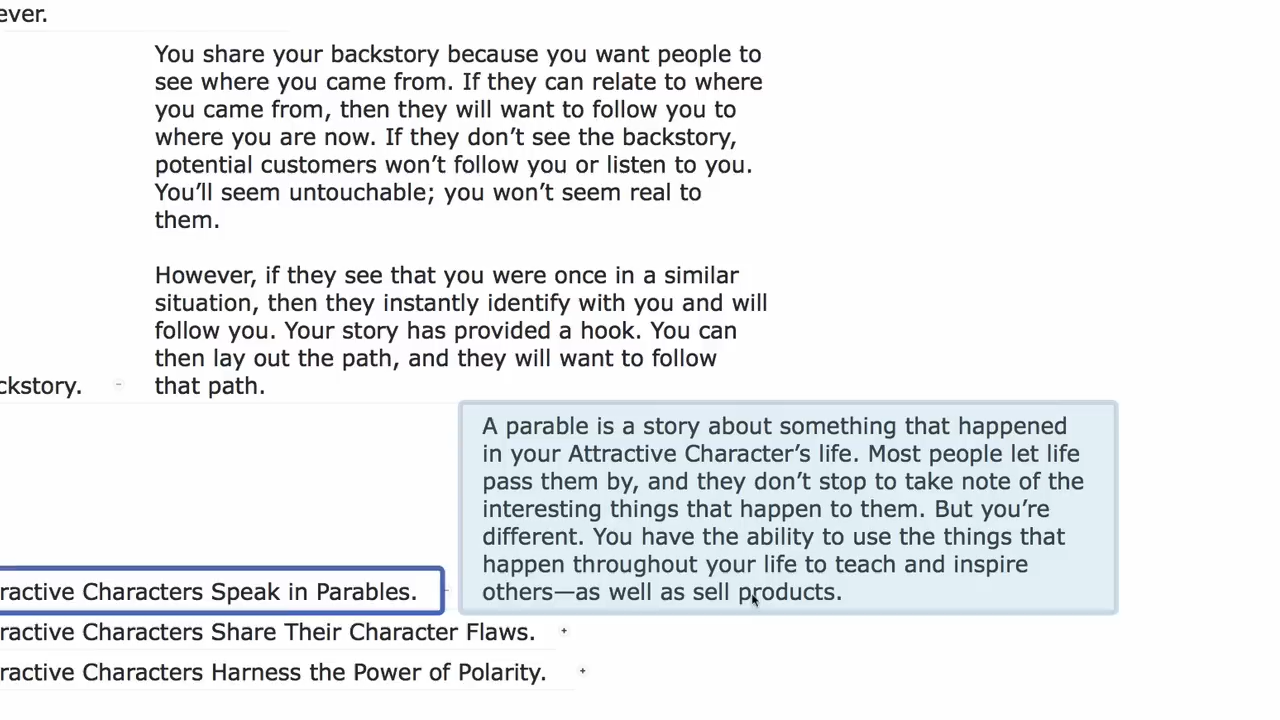 ever.
You share your backstory because you want people to
see where you came from. If they can relate to where
you came from, then they will want to follow you to
where you are now. If they don’t see the backstory,
potential customers won’t follow you or listen to you.
You’ll seem untouchable; you won’t seem real to
them.
However, if they see that you were once in a similar
situation, then they instantly identify with you and will
follow you. Your story has provided a hook. You can
then lay out the path, and they will want to follow
ckstory. that path.
A parable is a story about something that happened
in your Attractive Character’s life. Most people let life
pass them by, and they don’t stop to take note of the
interesting things that happen to them. But you’re
different. You have the ability to use the things that
happen throughout your life to teach and inspire
others—as well as sell products.
ractive Characters Speak in Parables.
ractive Characters Share Their Character Flaws.
ractive Characters Harness the Power of Polarity.